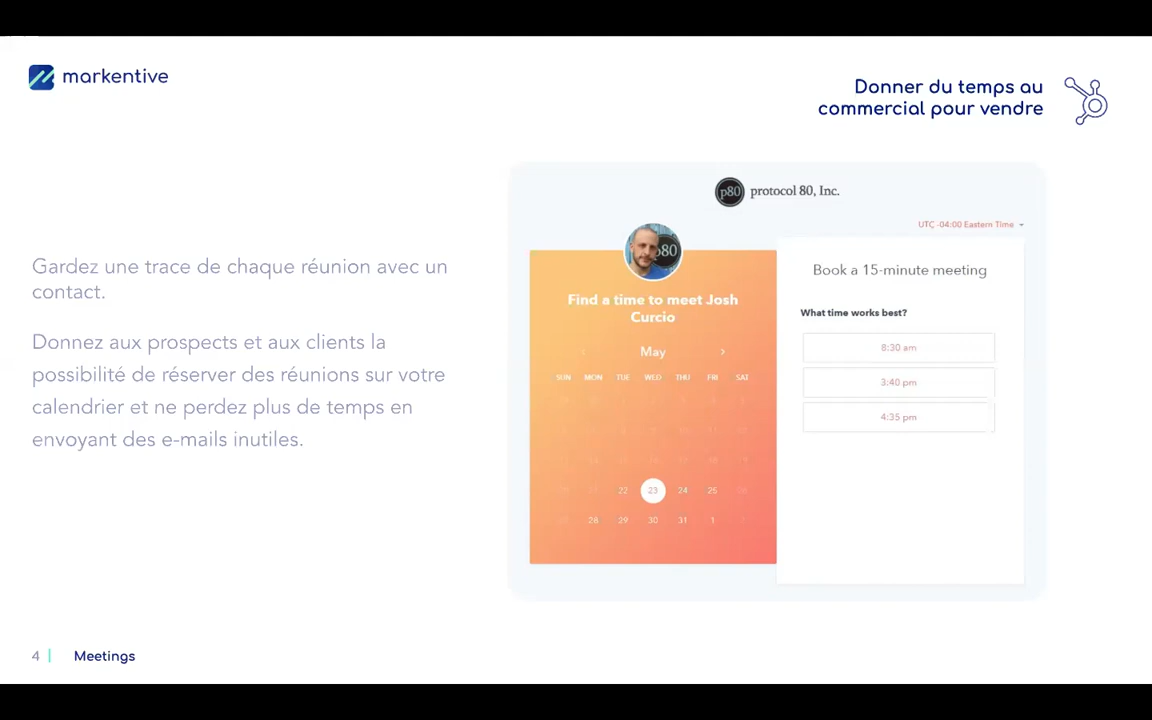 markentive
Donner du temps au
commercial pour vendre
Gardez une trace de chaque réunion avec un
contact.
Donnez aux prospects et aux clients la
possibilité de réserver des réunions sur votre
calendrier et ne perdez plus de temps en
envoyant des e-mails inutiles.
p80 protocol 80, Inc.
UTC -04:00 Eastern Time
p80
Find a time to meet Josh
Curcio
May
SUN MON TUE WED THU FRI SAT
22 23 24 25
28 29 30 31 1
Book a 15-minute meeting
What time works best?
8:30 am
3:40 pm
4:35 pm
4 Meetings